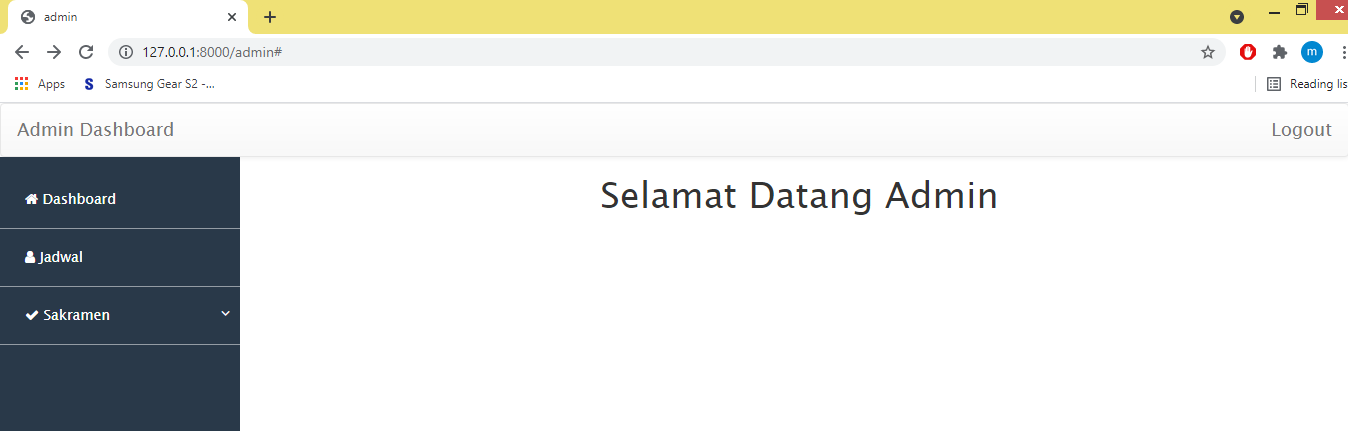 admin
127.0.0.1:8000/admin#
m
Apps
S Samsung Gear S2 -...
Reading lis
Admin Dashboard
Logout
Dashboard
Selamat Datang Admin
Jadwal
Sakramen